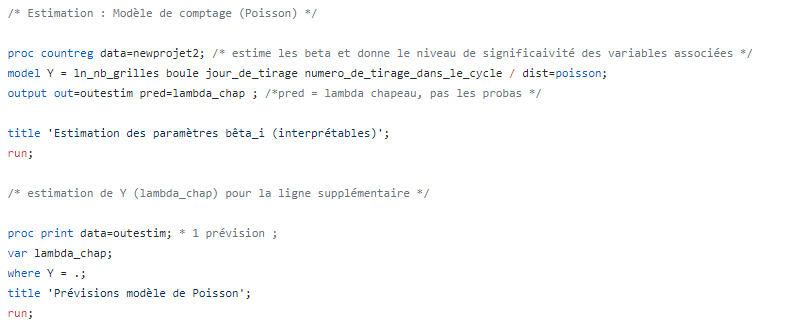 /* Estimation : Modèle de comptage (Poisson) */
proc countreg data=newprojet2; /* estime les beta et donne le niveau de significaivité des variables associées */
model Y = ln_nb_grilles boule jour_de_tirage numero_de_tirage_dans_le_cycle / dist=poisson;
output out=outestim pred=lambda_chap ; /*pred = lambda chapeau, pas les probas */
title 'Estimation des paramètres bêta_i (interprétables)';
run;
/* estimation de Y (lambda_chap) pour la ligne supplémentaire */
proc print data=outestim; * 1 prévision ;
var lambda_chap;
where Y = .;
title 'Prévisions modèle de Poisson';
run;